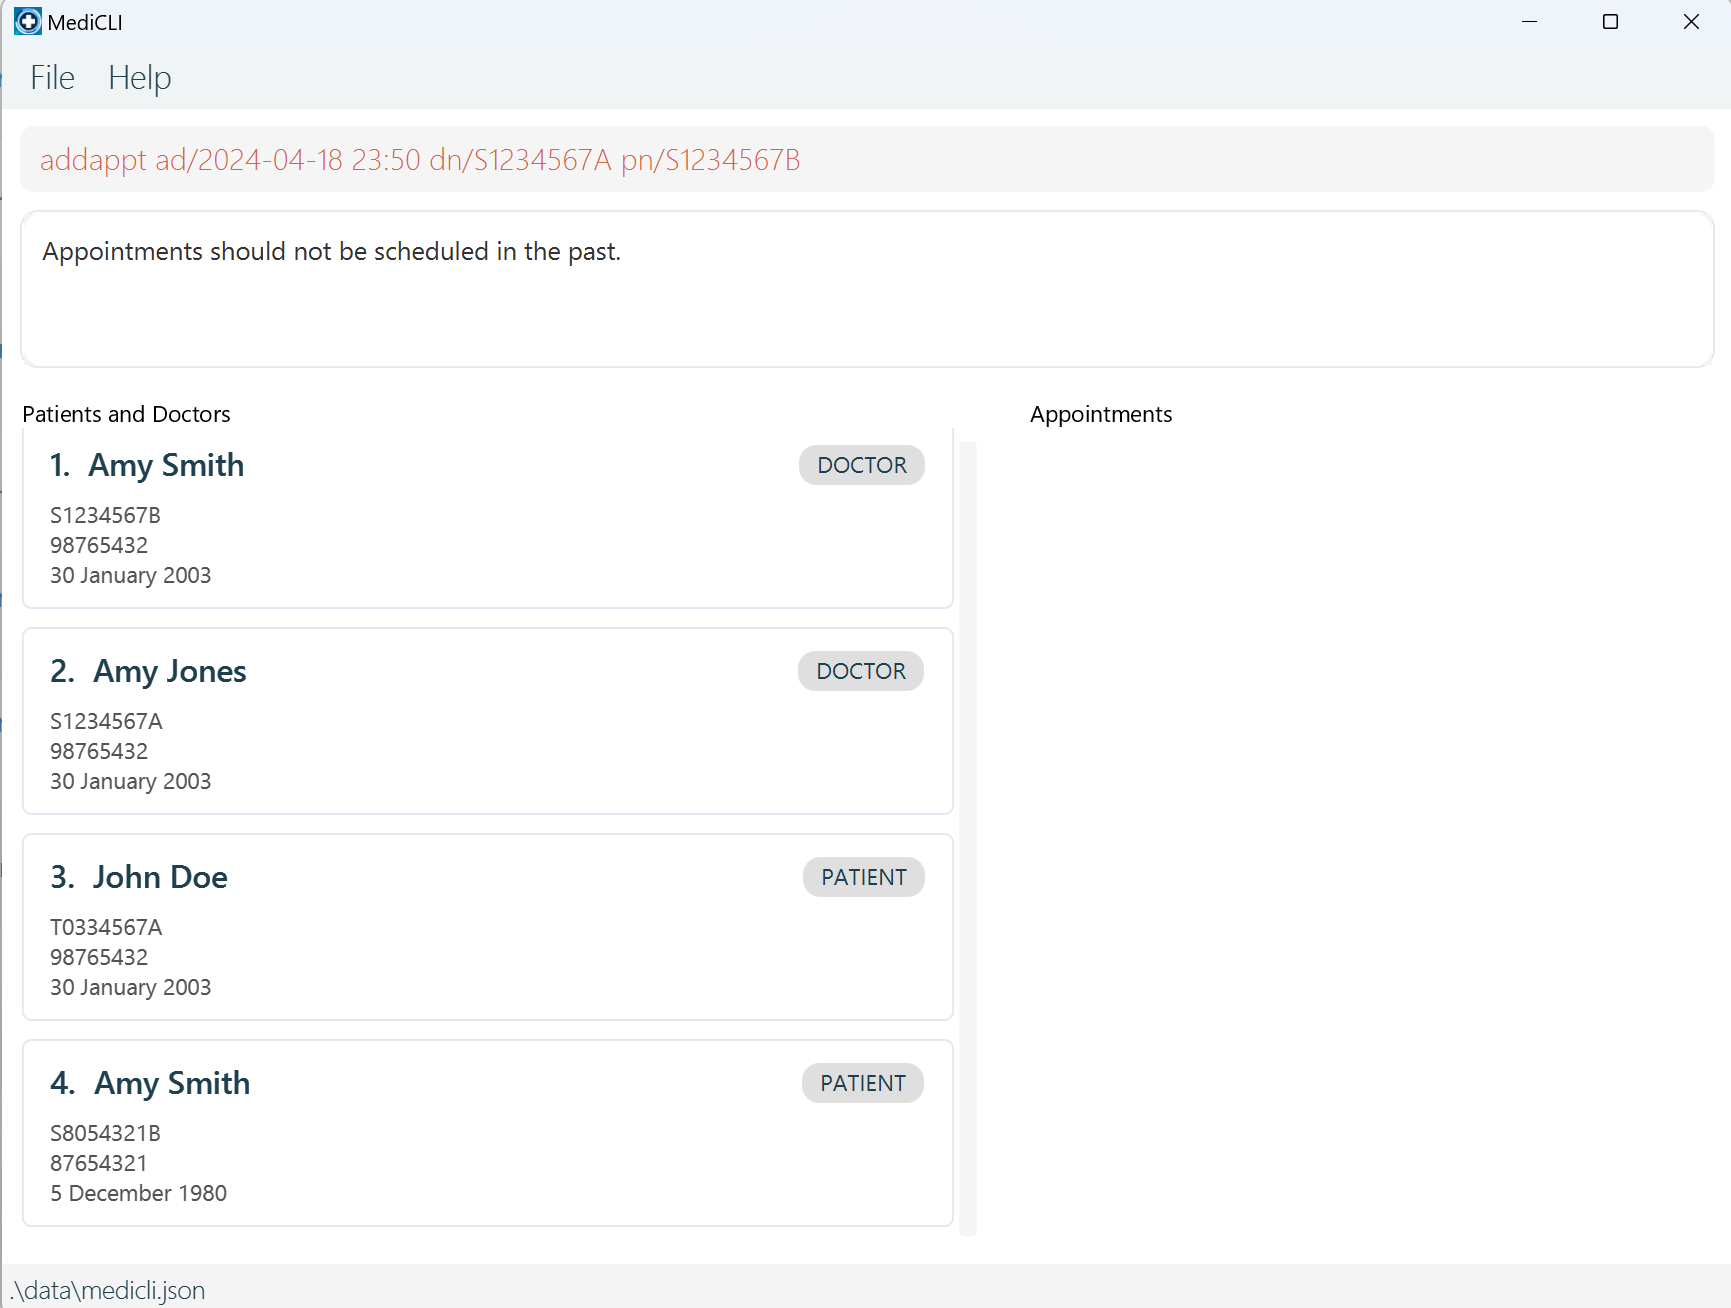 MediCLI
File Help
addappt ad/2024-04-18 23:50 dn/S1234567A pn/S1234567B
Appointments should not be scheduled in the past.
Patients and Doctors
1. Amy Smith
DOCTOR
S1234567B
98765432
30 January 2003
2. Amy Jones
DOCTOR
S1234567A
98765432
30 January 2003
3. John Doe
PATIENT
T0334567A
98765432
30 January 2003
4. Amy Smith
PATIENT
S8054321B
87654321
5 December 1980
Appointments
.\data\medicli.json